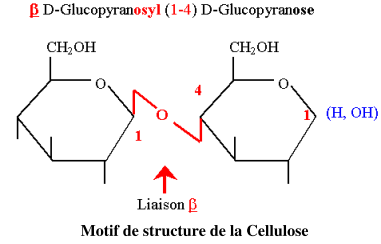 β D-Glucopyranosyl (1-4) D-Glucopyranose
CH2OH CH2OH
O 4 O
O 1 (H, OH)
1
Liaison β
Motif de structure de la Cellulose